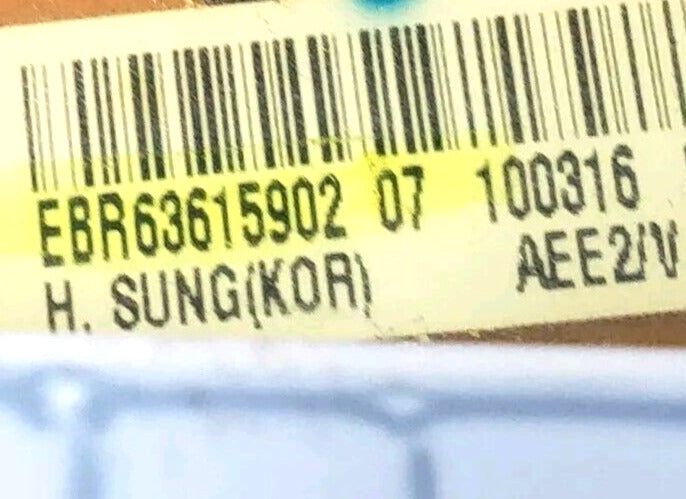 EBR63615902 07 100316
H. SUNG(KOR) AEE2/V